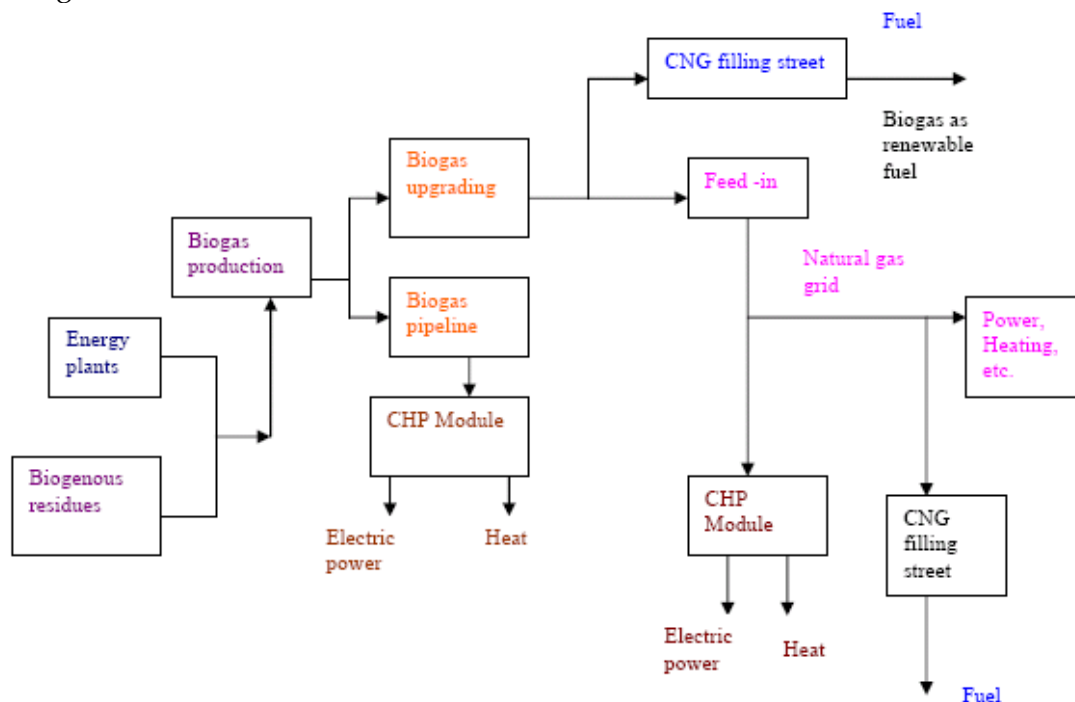 Fuel
CNG filling street
Biogas as
renewable
fuel
Biogas
upgrading
Feed -in
Biogas
production
Natural gas
grid
Biogas
pipeline
Power,
Heating,
etc.
Energy
plants
CHP Module
Biogenous
residues
CHP
Module
CNG
filling
street
Electric
power
Heat
Electric
power
Heat
Fuel